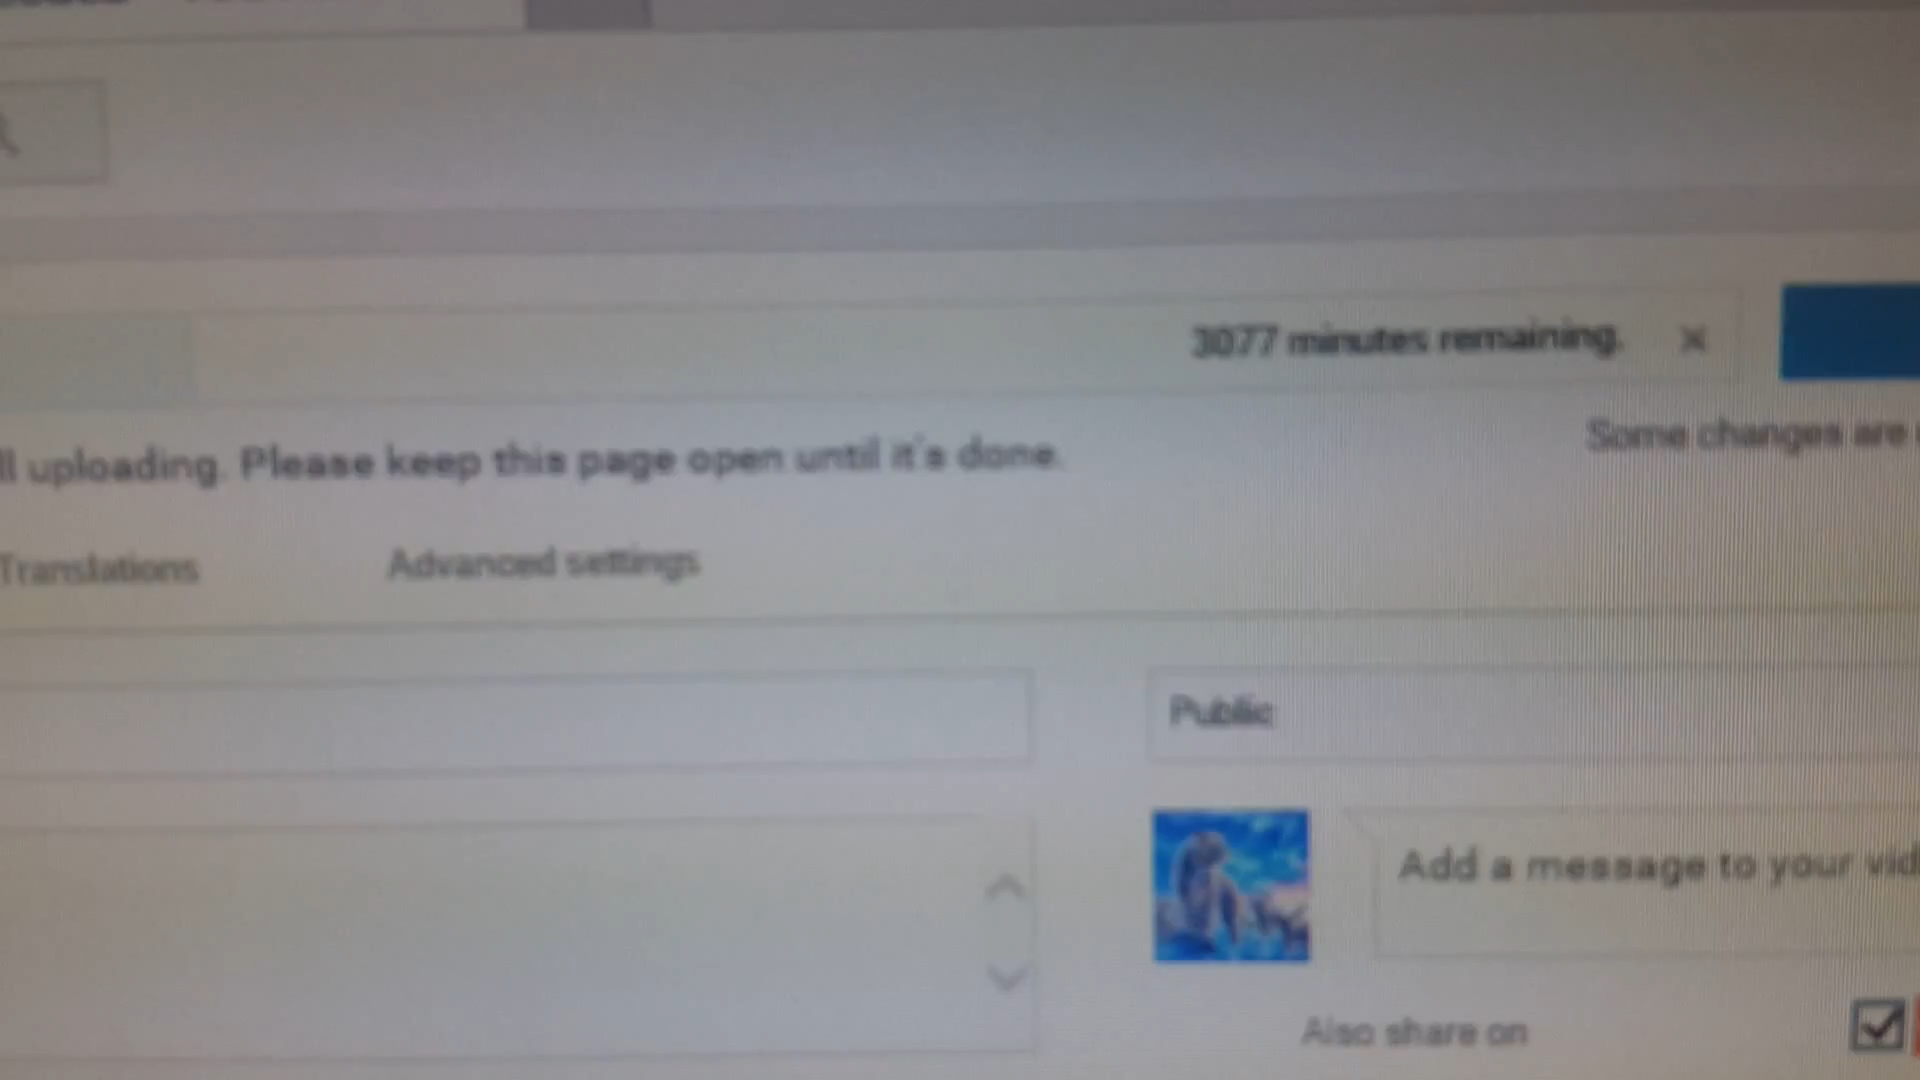 3077 minutes remaining.
Some changes are
ll uploading. Please keep this page open until it's done.
Translations
Advanced settings
Public
Add a message to your vid
Also share on